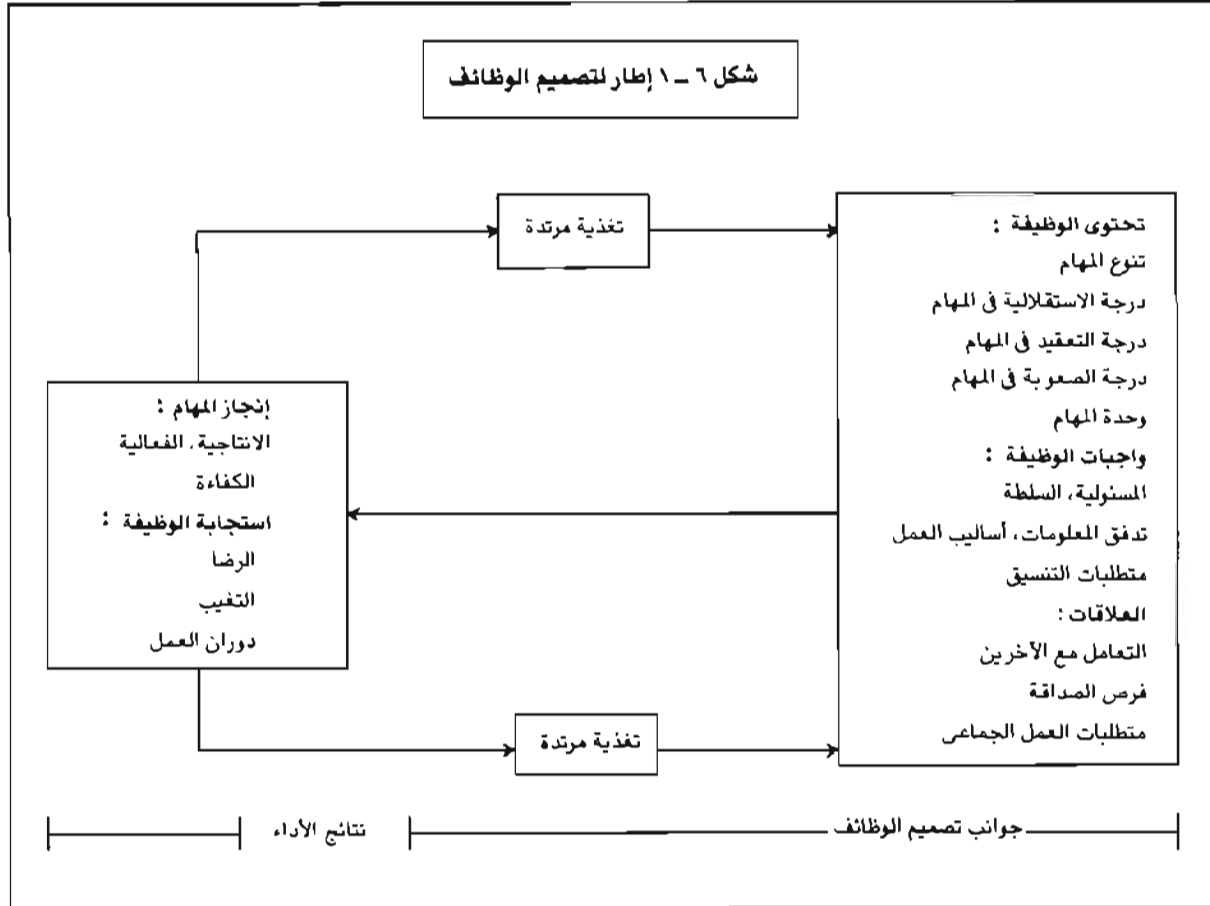 شكل ٦ – ١ إطار لتصميم الوظائف
تغذية مرتدة
تحتوى الوظيفة :
تنوع المهام
درجة الاستقلالية فى المهام
درجة التعقيد فى المهام
درجة الصعوبة فى المهام
وحدة المهام
واجبات الوظيفة :
المسئولية، السلطة
تدفق المعلومات، أساليب العمل
متطلبات التنسيق
العلاقات :
التعامل مع الآخرين
فرص الصداقة
متطلبات العمل الجماعى
إنجاز المهام :
الانتاجية، الفعالية
الكفاءة
استجابة الوظيفة :
الرضا
التغيب
دوران العمل
تغذية مرتدة
جوانب تصميم الوظائف
نتائج الأداء